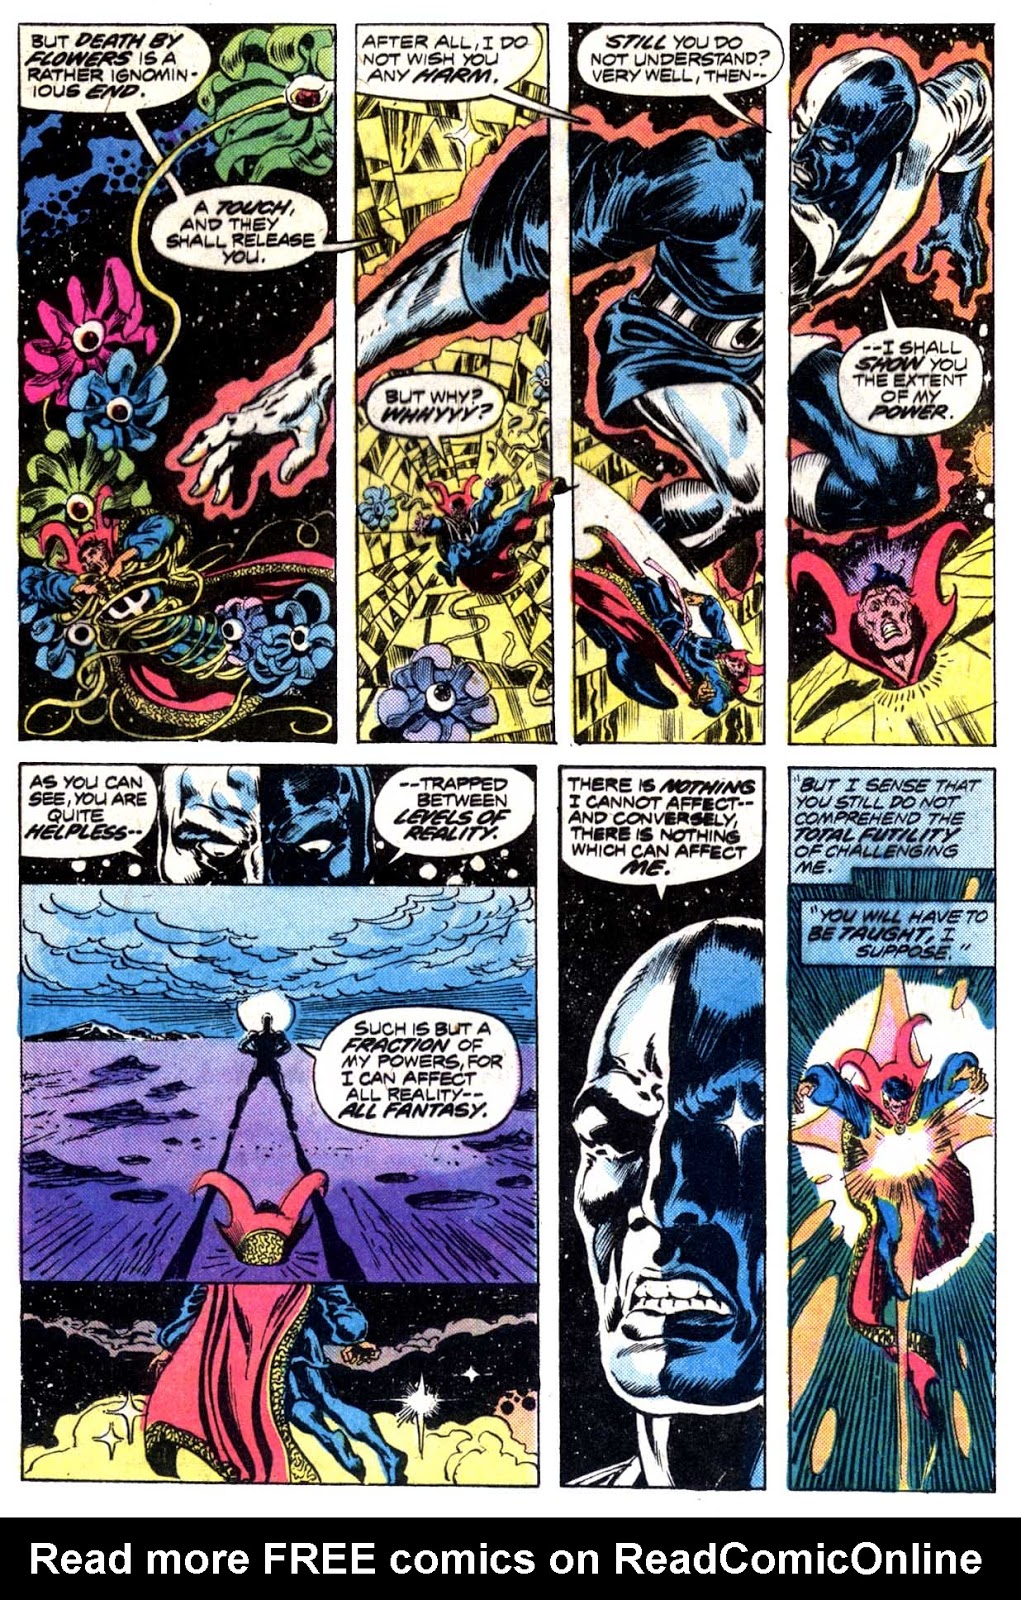 BUT DEATH BY
FLOWERS IS A
RATHER IGNOMIN-
IOUS END.
A TOUCH,
AND THEY
SHALL RELEASE
YOU.
AFTER ALL, I DO
NOT WISH YOU
ANY HARM.
BUT WHY?
WHHYYY?
STILL YOU DO
NOT UNDERSTAND?
VERY WELL, THEN--
--I SHALL
SHOW YOU
THE EXTENT
OF MY
POWER.
AS YOU CAN
SEE, YOU ARE
QUITE
HELPLESS--
--TRAPPED
BETWEEN
LEVELS OF
REALITY.
SUCH IS BUT A
FRACTION OF
MY POWERS, FOR
I CAN AFFECT
ALL REALITY--
ALL FANTASY.
THERE IS NOTHING
I CANNOT AFFECT--
AND CONVERSELY,
THERE IS NOTHING
WHICH CAN AFFECT
ME.
"BUT I SENSE THAT
YOU STILL DO NOT
COMPREHEND THE
TOTAL FUTILITY
OF CHALLENGING
ME.
"YOU WILL HAVE TO
BE TAUGHT, I
SUPPOSE."
Read more FREE comics on ReadComicOnline